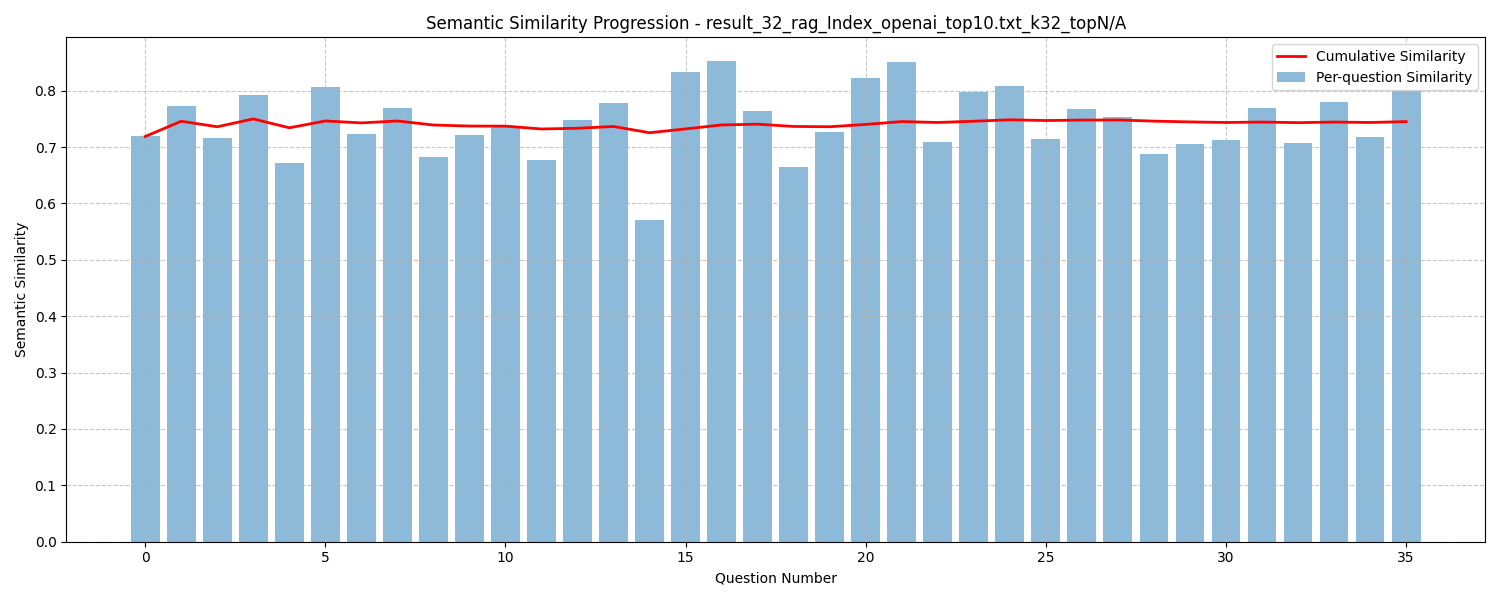 Semantic Similarity Progression - result_32_rag_Index_openai_top10.txt_k32_topN/A
Cumulative Similarity
Per-question Similarity
Semantic Similarity
0.8
0.7
0.6
0.5
0.4
0.3
0.2
0.1
0.0
0 5 10 15 20 25 30 35
Question Number